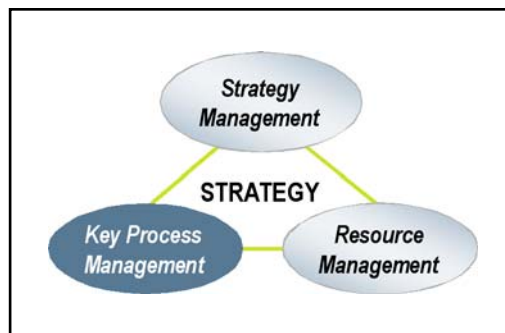 Strategy
Management
STRATEGY
Key Process
Management
Resource
Management